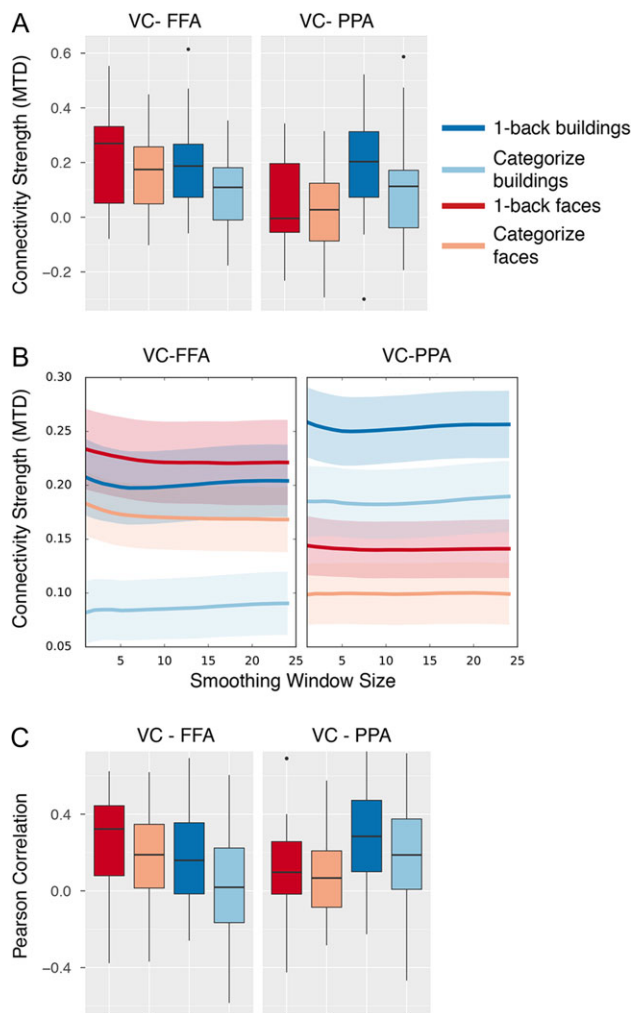 A
VC- FFA
VC- PPA
Connectivity Strength (MTD)
0.6
0.4
0.2
0.0
−0.2
1-back buildings
Categorize
buildings
1-back faces
Categorize
faces
B
VC-FFA
VC-PPA
Connectivity Strength (MTD)
0.30
0.25
0.20
0.15
0.10
0.05
5
10
15
20
25
5
10
15
20
25
Smoothing Window Size
C
VC - FFA
VC - PPA
Pearson Correlation
0.4
0.0
−0.4